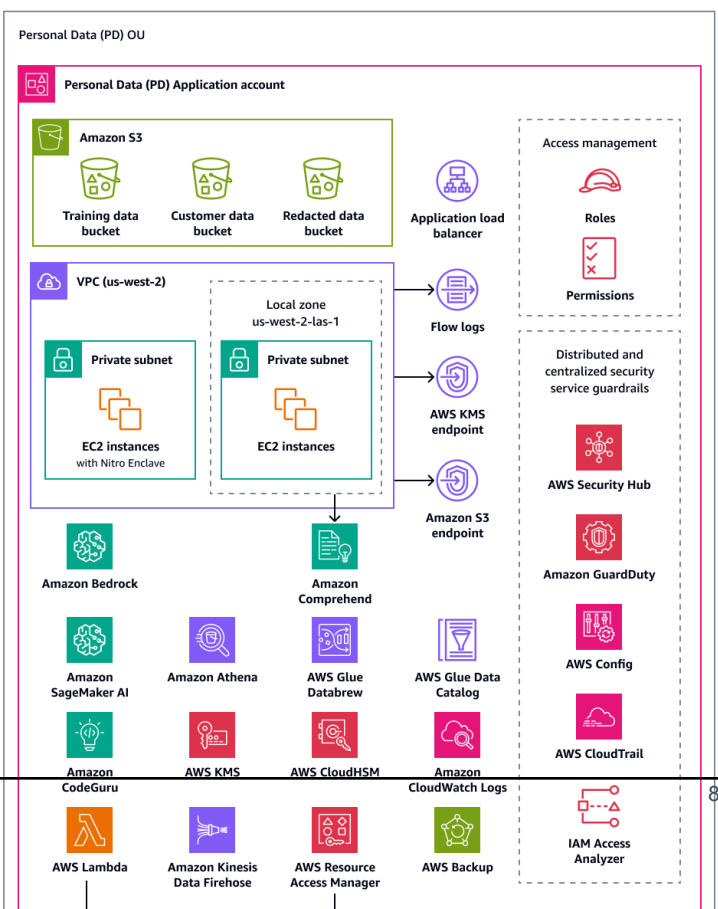 Personal Data (PD) OU
Personal Data (PD) Application account
Amazon S3
Training data
bucket
Customer data
bucket
Redacted data
bucket
Application load
balancer
Access management
Roles
Permissions
VPC (us-west-2)
Local zone
us-west-2-las-1
Private subnet
EC2 instances
with Nitro Enclave
Private subnet
EC2 instances
Flow logs
AWS KMS
endpoint
Amazon S3
endpoint
Distributed and
centralized security
service guardrails
AWS Security Hub
Amazon GuardDuty
AWS Config
AWS CloudTrail
IAM Access
Analyzer
Amazon Bedrock
Amazon
Comprehend
Amazon
SageMaker AI
Amazon Athena
AWS Glue
Databrew
AWS Glue Data
Catalog
Amazon
CodeGuru
AWS KMS
AWS CloudHSM
Amazon
CloudWatch Logs
8
AWS Lambda
Amazon Kinesis
Data Firehose
AWS Resource
Access Manager
AWS Backup